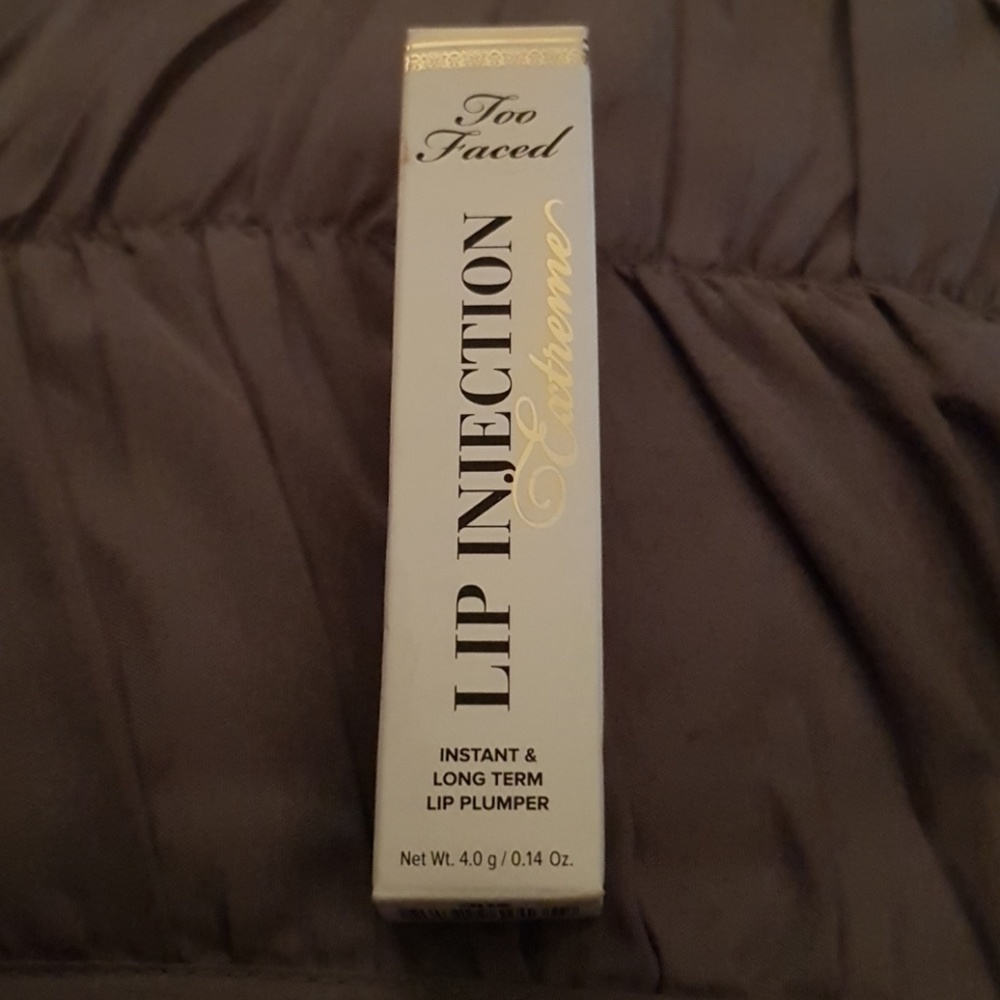 Too
Faced
LIP INJECTION
Extreme
INSTANT &
LONG TERM
LIP PLUMPER
Net Wt. 4.0 g / 0.14 Oz.